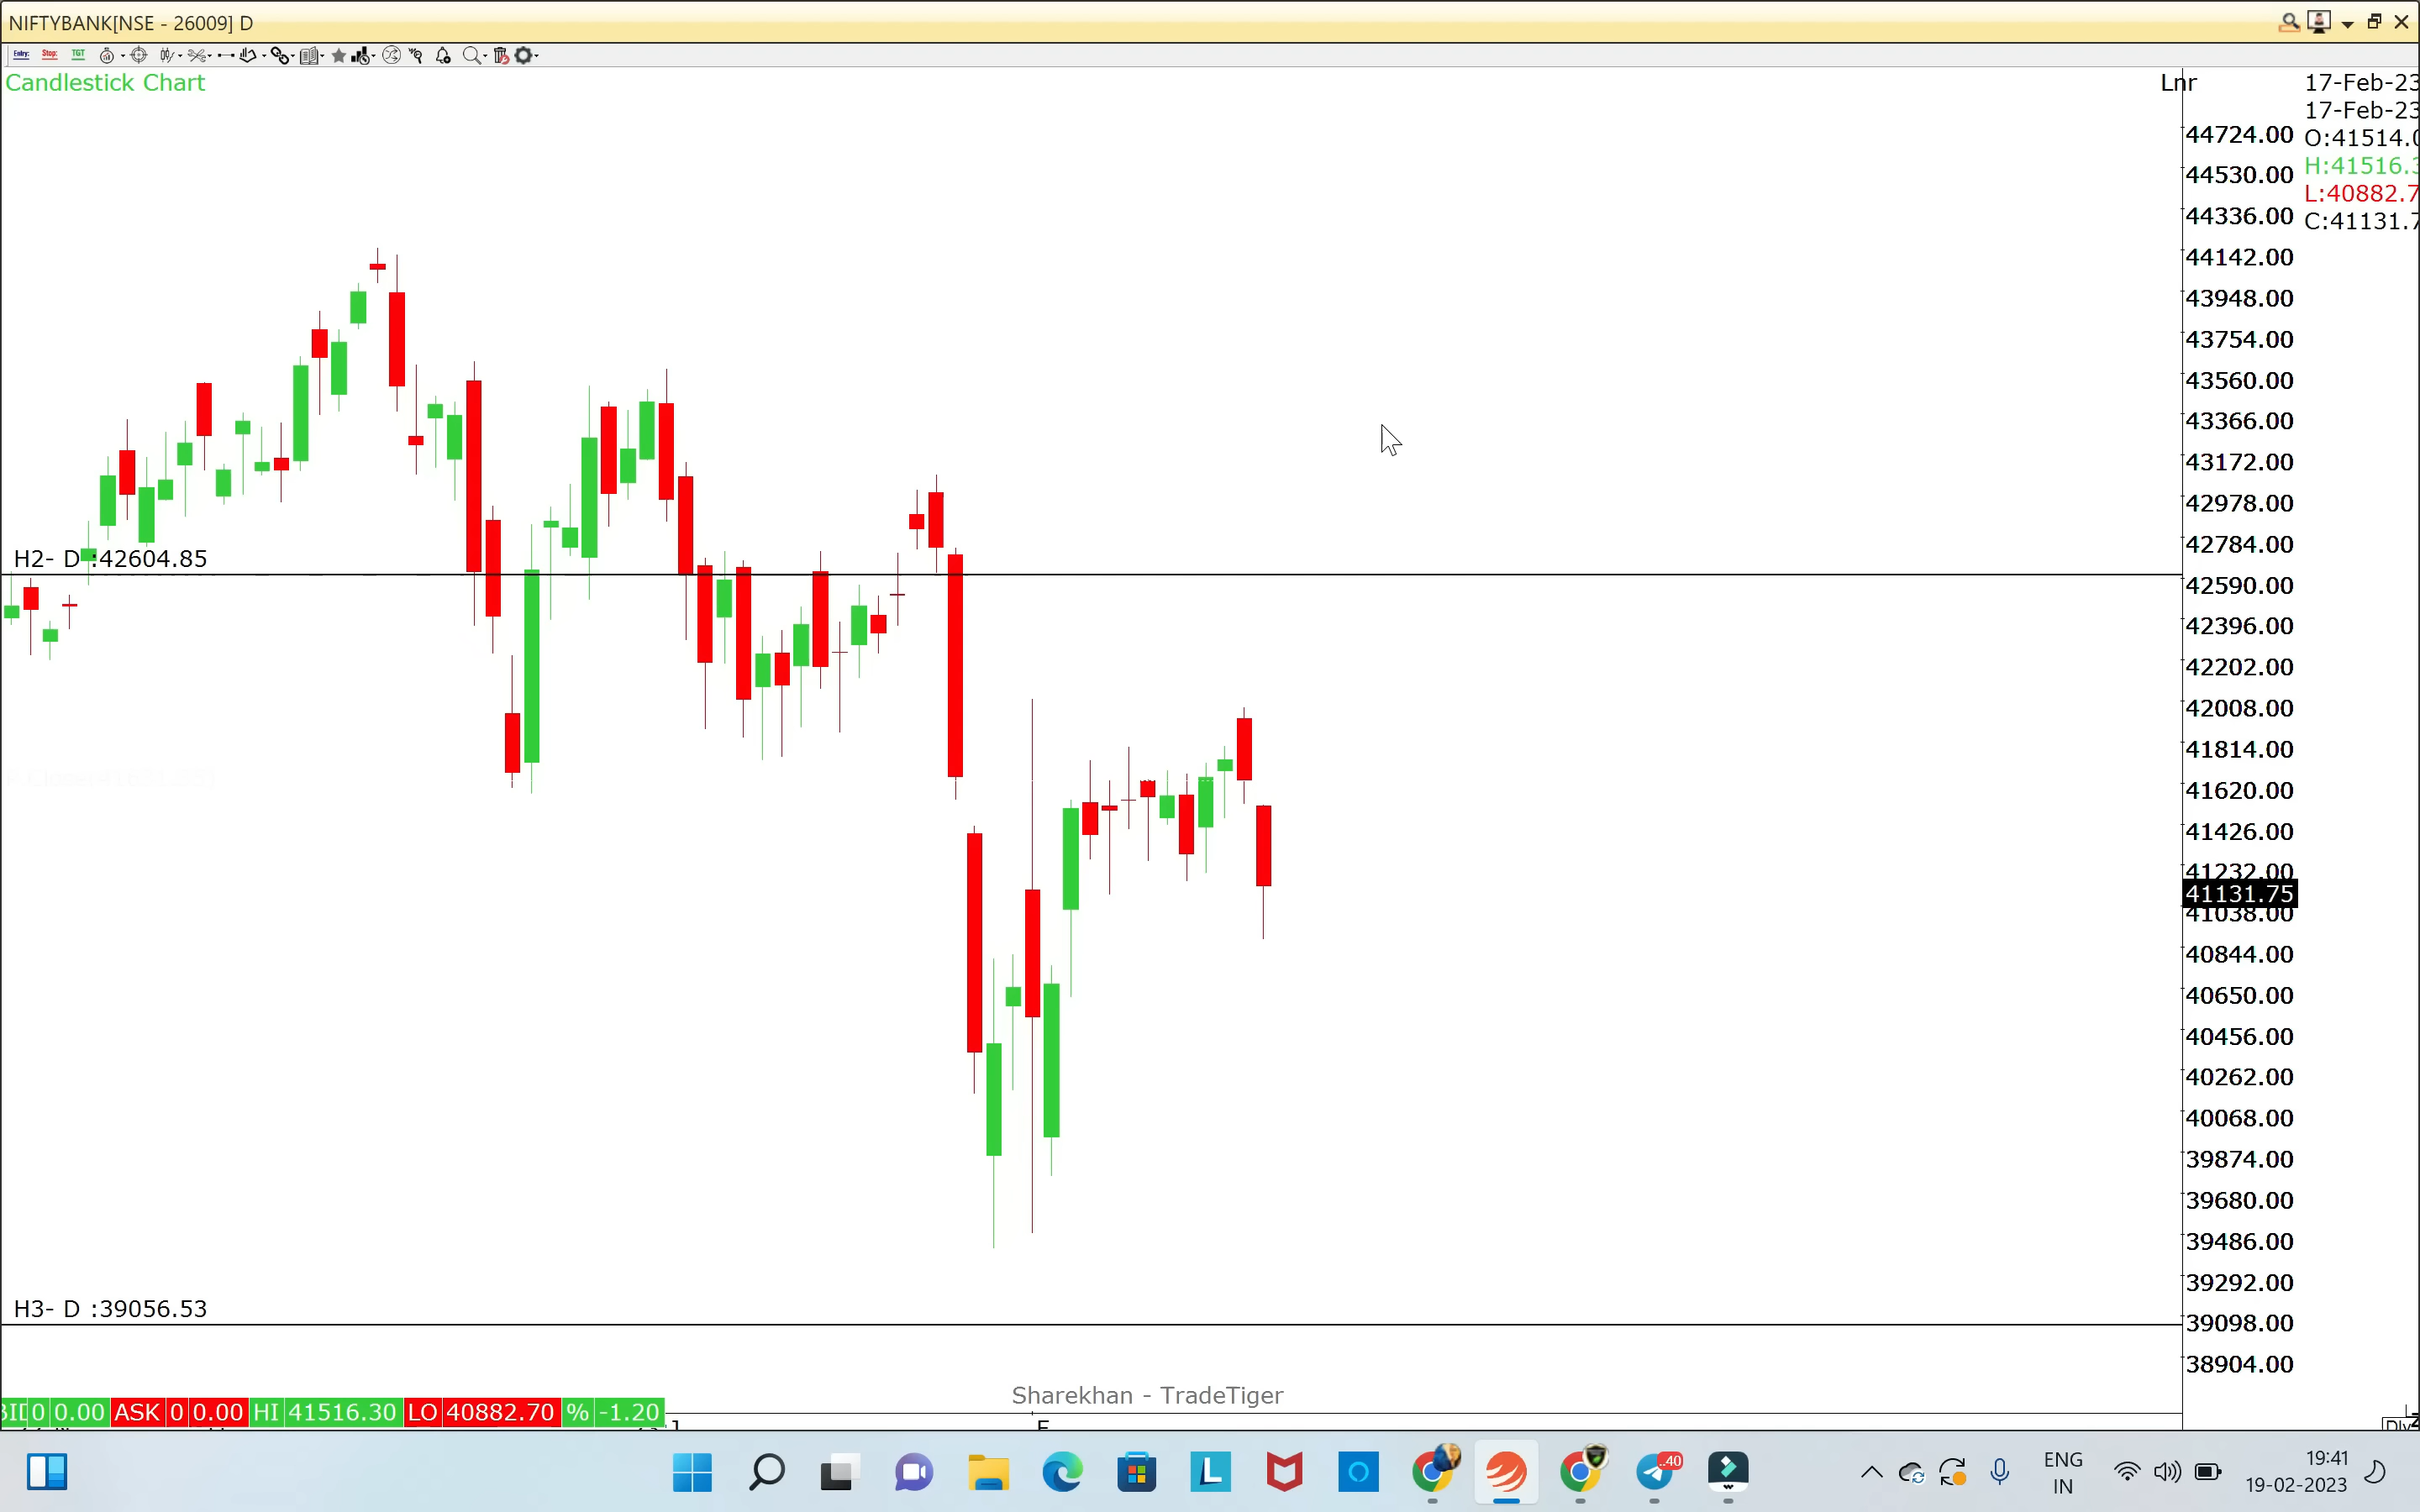 NIFTYBANK[NSE - 26009] D
Entry: Stop: TGT
Candlestick Chart
Lnr
17-Feb-23
17-Feb-23
O:41514.0
H:41516.3
L:40882.7
C:41131.7
44724.00
44530.00
44336.00
44142.00
43948.00
43754.00
43560.00
43366.00
43172.00
42978.00
42784.00
H2- D :42604.85
42590.00
42396.00
42202.00
42008.00
41814.00
41620.00
41426.00
41232.00
41131.75
41038.00
40844.00
40650.00
40456.00
40262.00
40068.00
39874.00
39680.00
39486.00
39292.00
H3- D :39056.53
39098.00
38904.00
Sharekhan - TradeTiger
BID 0 0.00 ASK 0 0.00 HI 41516.30 LO 40882.70 % -1.20
L
..40
ENG
IN
19:41
19-02-2023